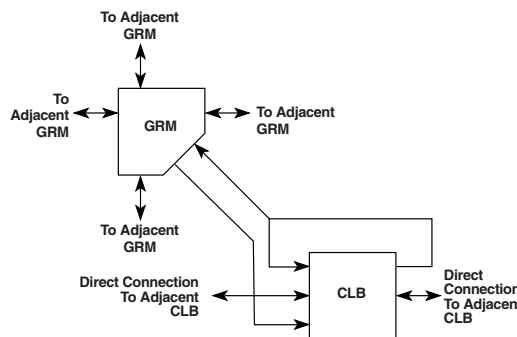 To Adjacent
GRM
To
Adjacent
GRM
GRM
To Adjacent
GRM
To Adjacent
GRM
Direct Connection
To Adjacent
CLB
CLB
Direct
Connection
To Adjacen
CLB